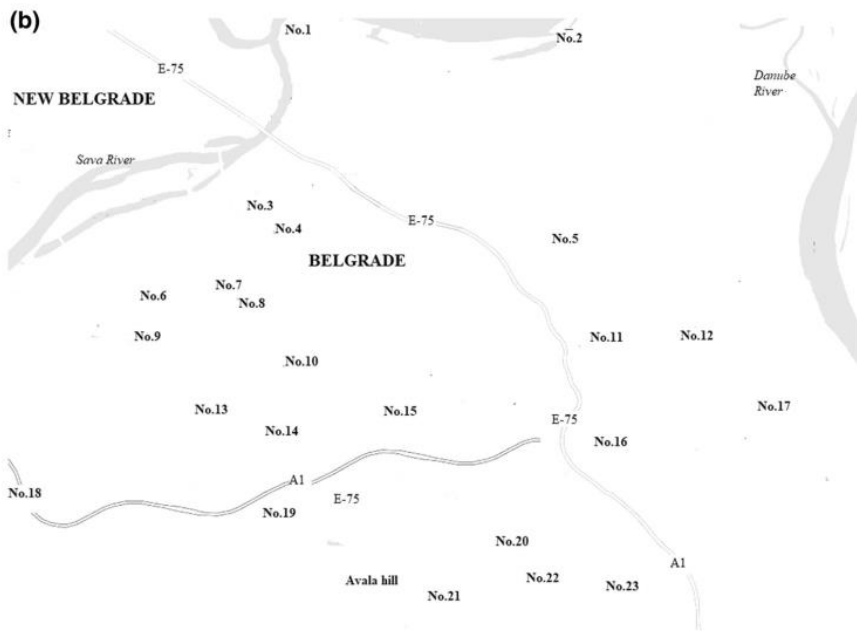 (b)
No.1
No.2
E-75
Danube
River
NEW BELGRADE
Sava River
No.3
E-75
No.4
No.5
BELGRADE
No.7
No.6
No.8
No.9
No.11
No.12
No.10
No.13
No.15
No.17
E-75
No.14
No.16
A1
No.18
E-75
No.19
No.20
A1
Avala hill
No.22
No.23
No.21